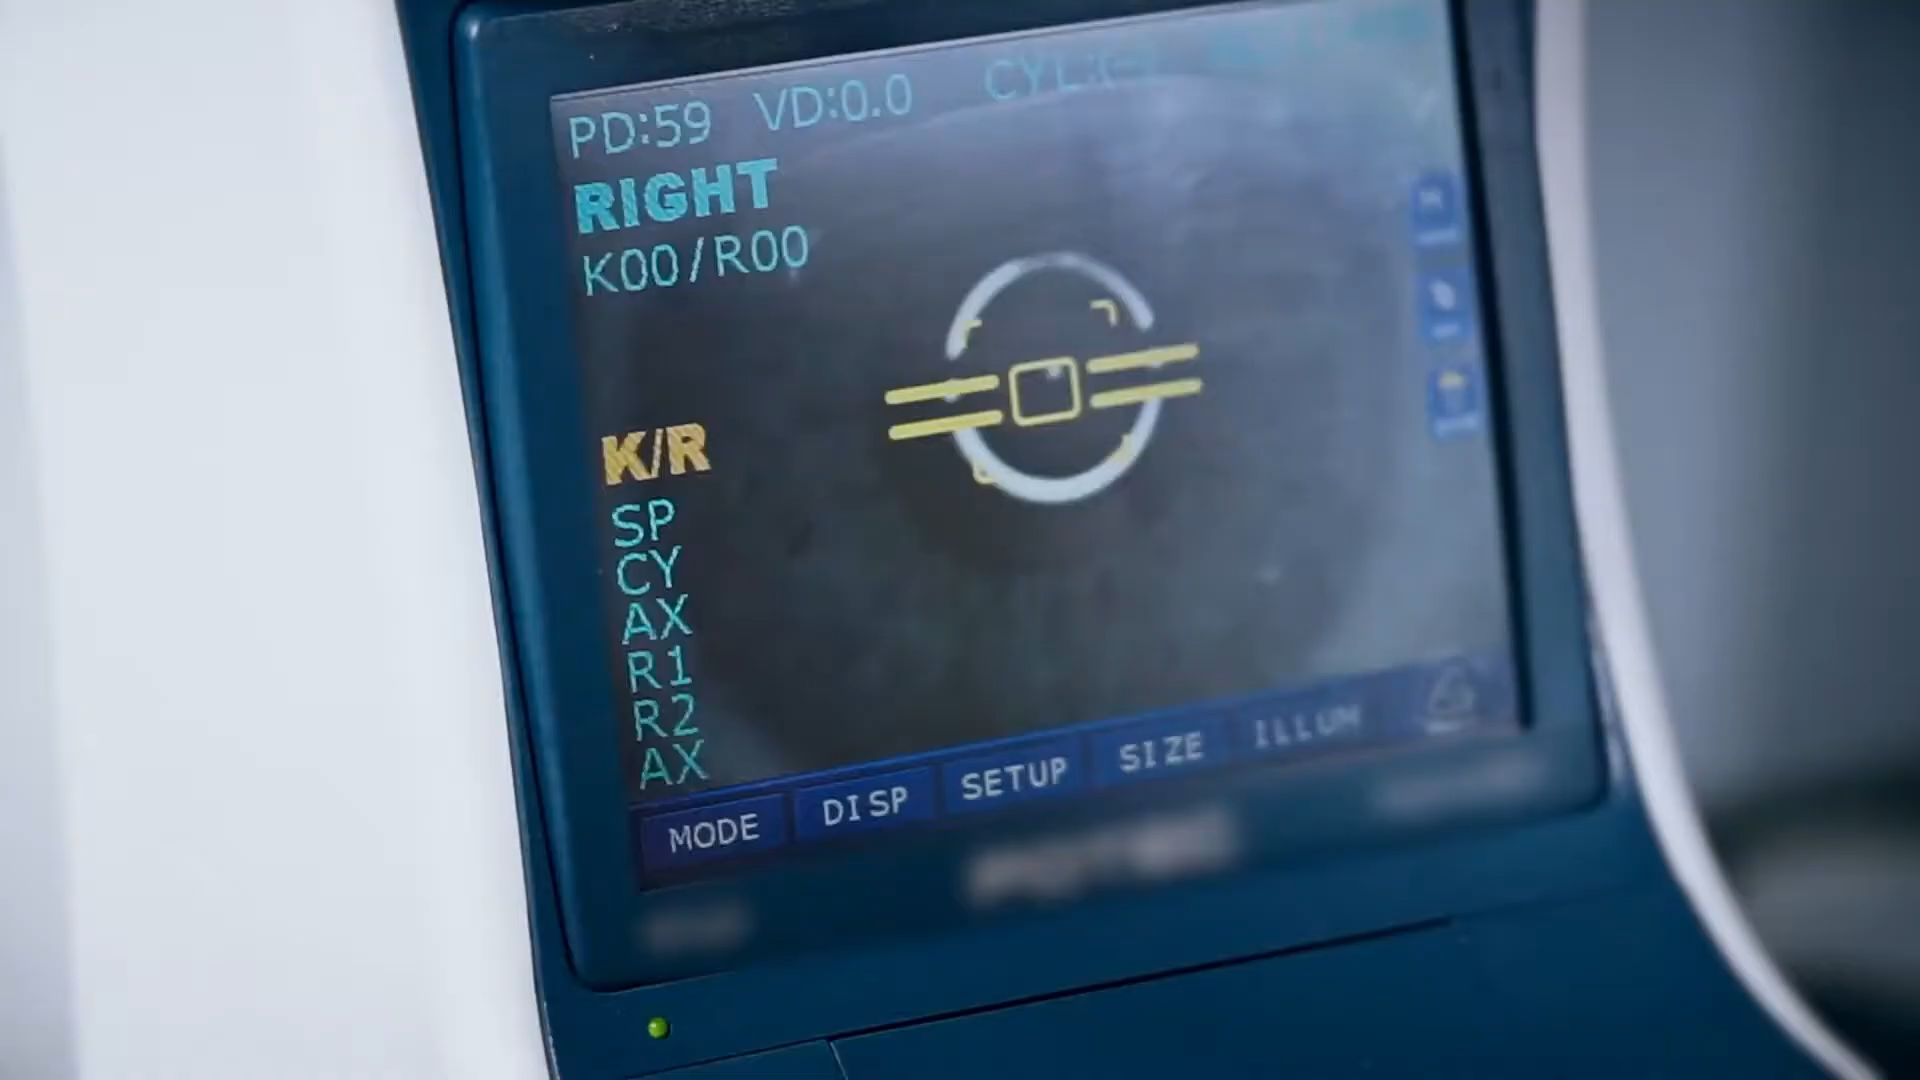 PD:59 VD:0.0 CYL:(-)
RIGHT
K00/R00
K/R
SP
CY
AX
R1
R2
AX
MODE DISP SETUP SIZE ILLUM